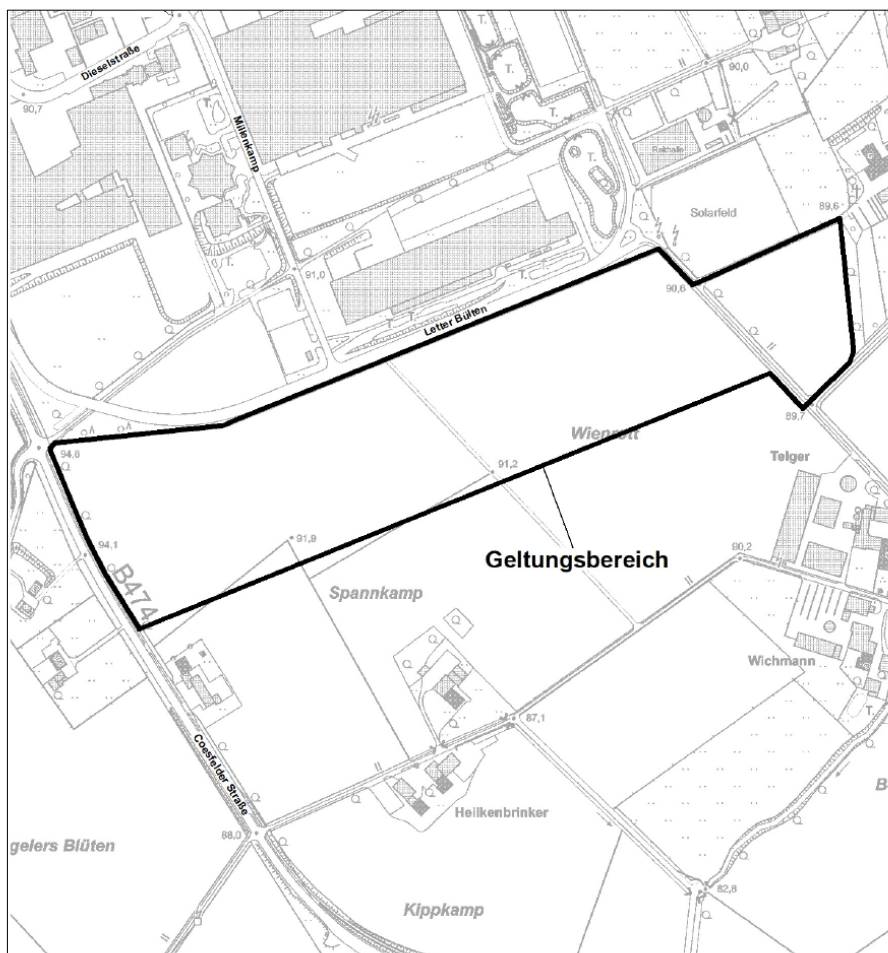 Dieselstraße
90,7
Millenkamp
T.
T.
T.
T.
90,0
Reithalle
Solarfeld
89,6
T.
91,0
T.
T.
T.
Letter Bülten
90,6
94,8
Wienrott
89,7
91,2
Telger
94,1
91,9
B474
Geltungsbereich
90,2
Spannkamp
Wichmann
T.
87,1
Coesfelder Straße
Heilkenbrinker
B
88,0
gelers Blüten
82,8
Kippkamp